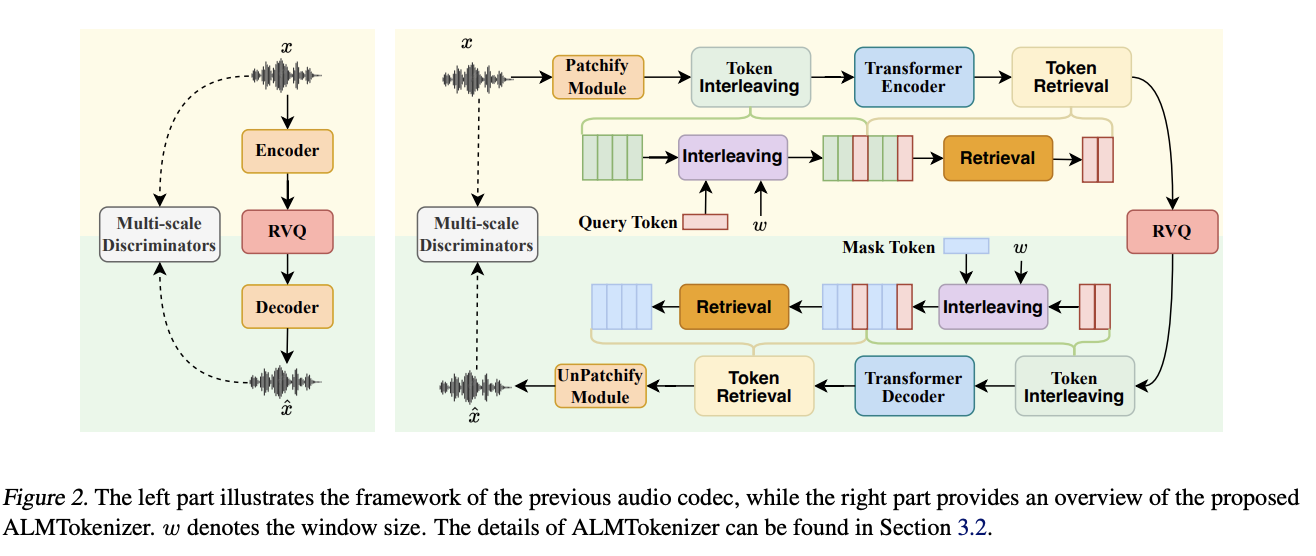 x
Encoder
Multi-scale
Discriminators
RVQ
Decoder
x̂
x
Patchify
Module
Token
Interleaving
Transformer
Encoder
Token
Retrieval
Interleaving
Retrieval
Query Token
w
Multi-scale
Discriminators
RVQ
Mask Token
w
Retrieval
Interleaving
UnPatchify
Module
Token
Retrieval
Transformer
Decoder
Token
Interleaving
x̂
Figure 2. The left part illustrates the framework of the previous audio codec, while the right part provides an overview of the proposed
ALMTokenizer. w denotes the window size. The details of ALMTokenizer can be found in Section 3.2.